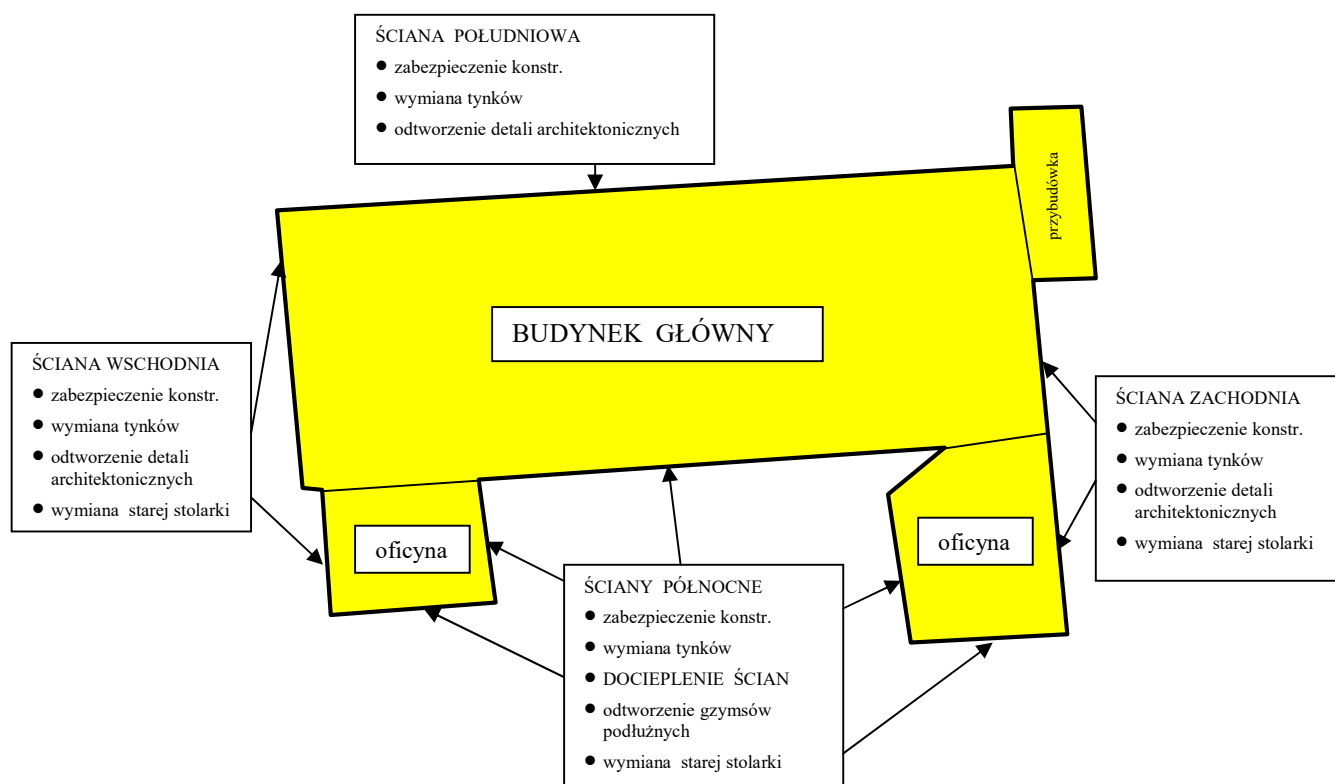 ŚCIANA POŁUDNIOWA
● zabezpieczenie konstr.
● wymiana tynków
● odtworzenie detali architektonicznych
przybudówka
BUDYNEK GŁÓWNY
ŚCIANA WSCHODNIA
● zabezpieczenie konstr.
● wymiana tynków
● odtworzenie detali
architektonicznych
● wymiana starej stolarki
ŚCIANA ZACHODNIA
● zabezpieczenie konstr.
● wymiana tynków
● odtworzenie detali
architektonicznych
● wymiana starej stolarki
oficyna
oficyna
ŚCIANY PÓŁNOCNE
● zabezpieczenie konstr.
● wymiana tynków
● DOCIEPLENIE ŚCIAN
● odtworzenie gzymsów
podłużnych
● wymiana starej stolarki